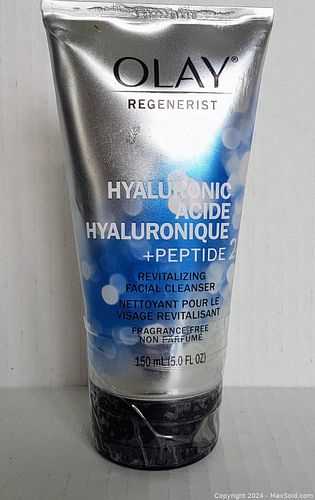 OLAY®
REGENERIST
HYALURONIC
ACIDE
HYALURONIQUE
+PEPTIDE 2
REVITALIZING
FACIAL CLEANSER
NETTOYANT POUR LE
VISAGE REVITALISANT
FRAGRANCE-FREE
NON PARFUMÉ
150 mL (5.0 FL OZ)
Copyright © 2024 - MaxSold.com